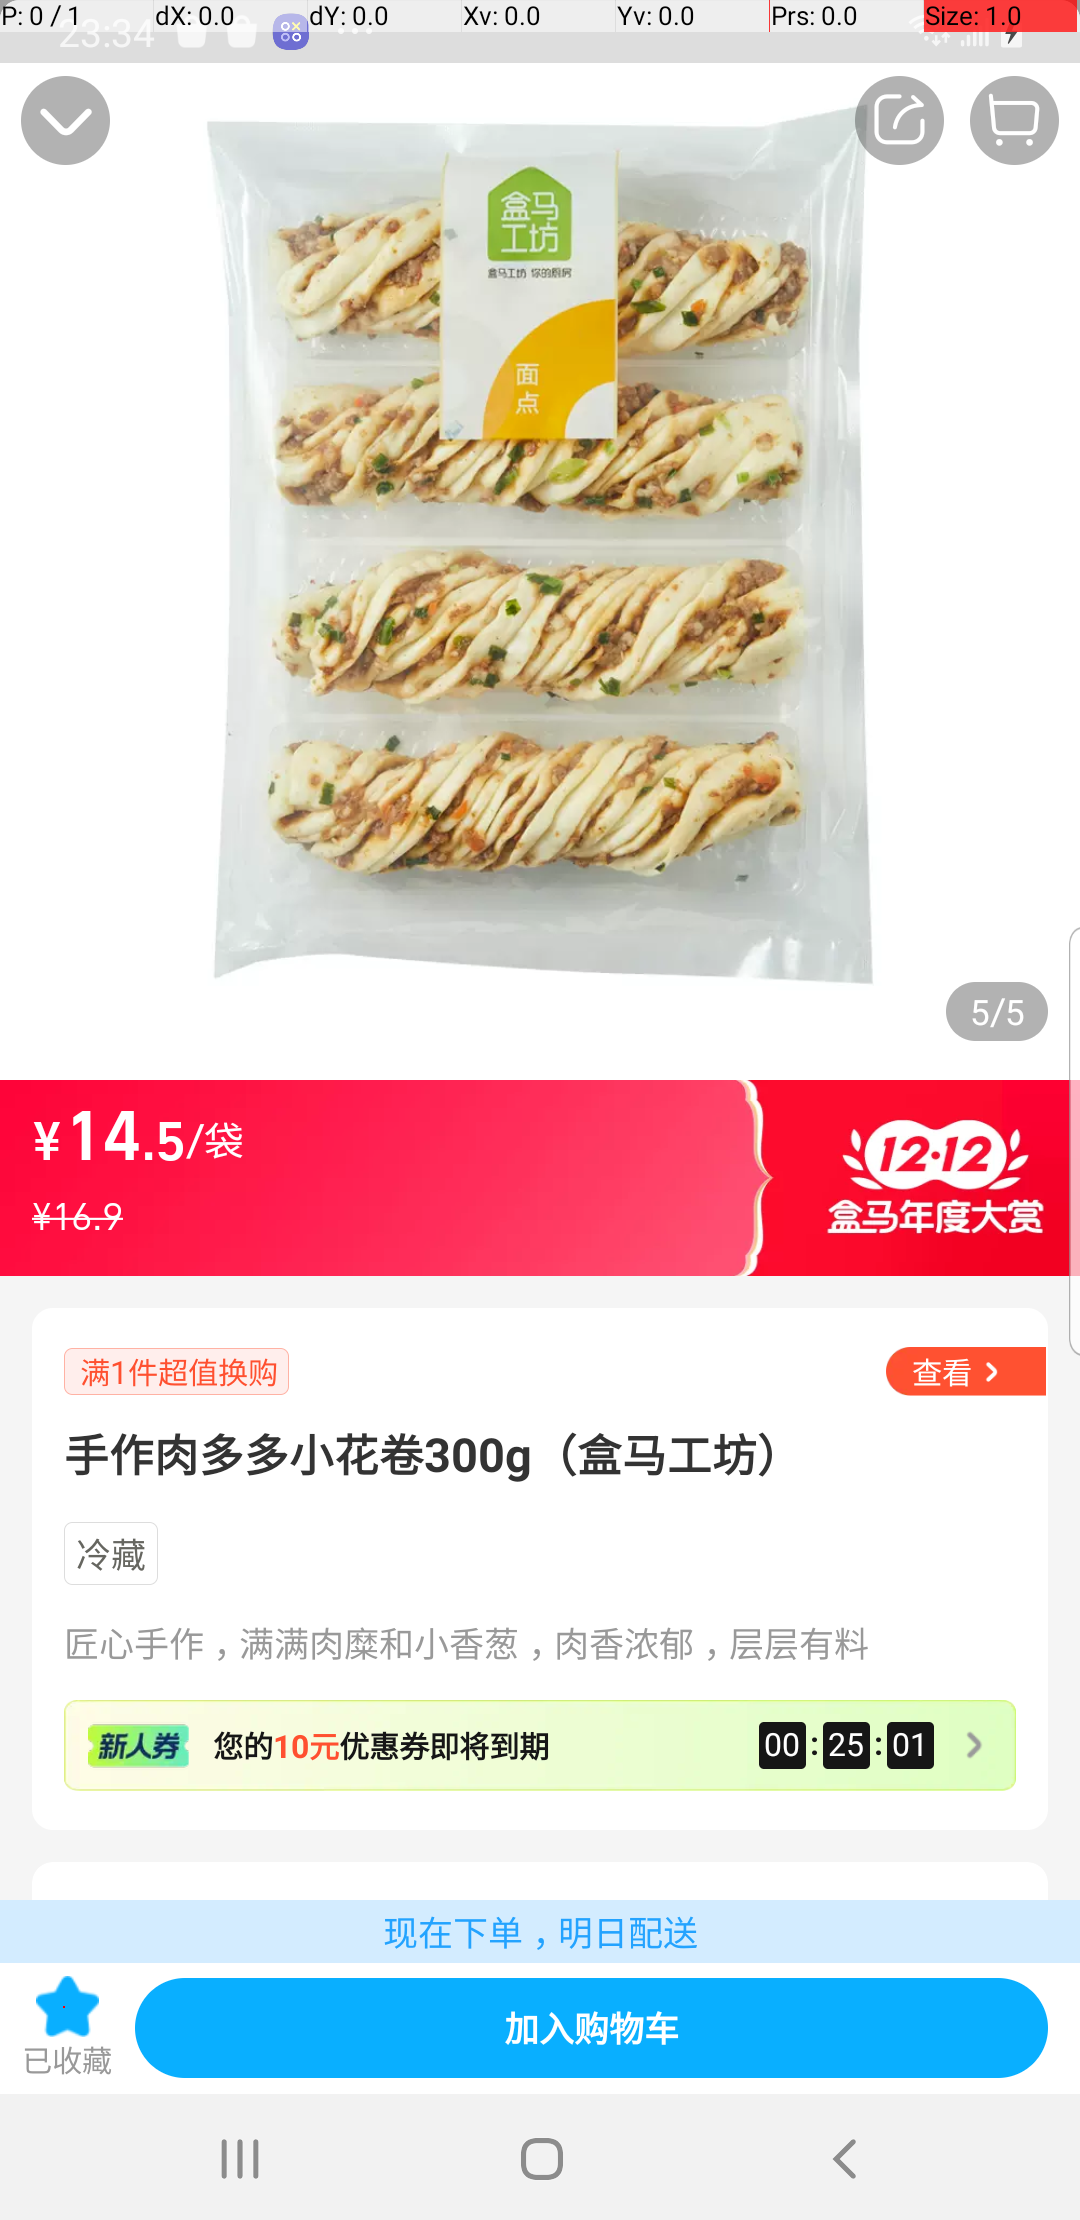 P: 0 / 1 dX: 0.0 dY: 0.0 Xv: 0.0 Yv: 0.0 Prs: 0.0 Size: 1.0
23:34
盒马
工坊
盒马工坊 你的厨房
面
点
5/5
¥14.5/袋
¥16.9
12·12
盒马年度大赏
满1件超值换购
查看
手作肉多多小花卷300g（盒马工坊）
冷藏
匠心手作，满满肉糜和小香葱，肉香浓郁，层层有料
新人券 您的10元优惠券即将到期 00:25:01
现在下单，明日配送
已收藏
加入购物车